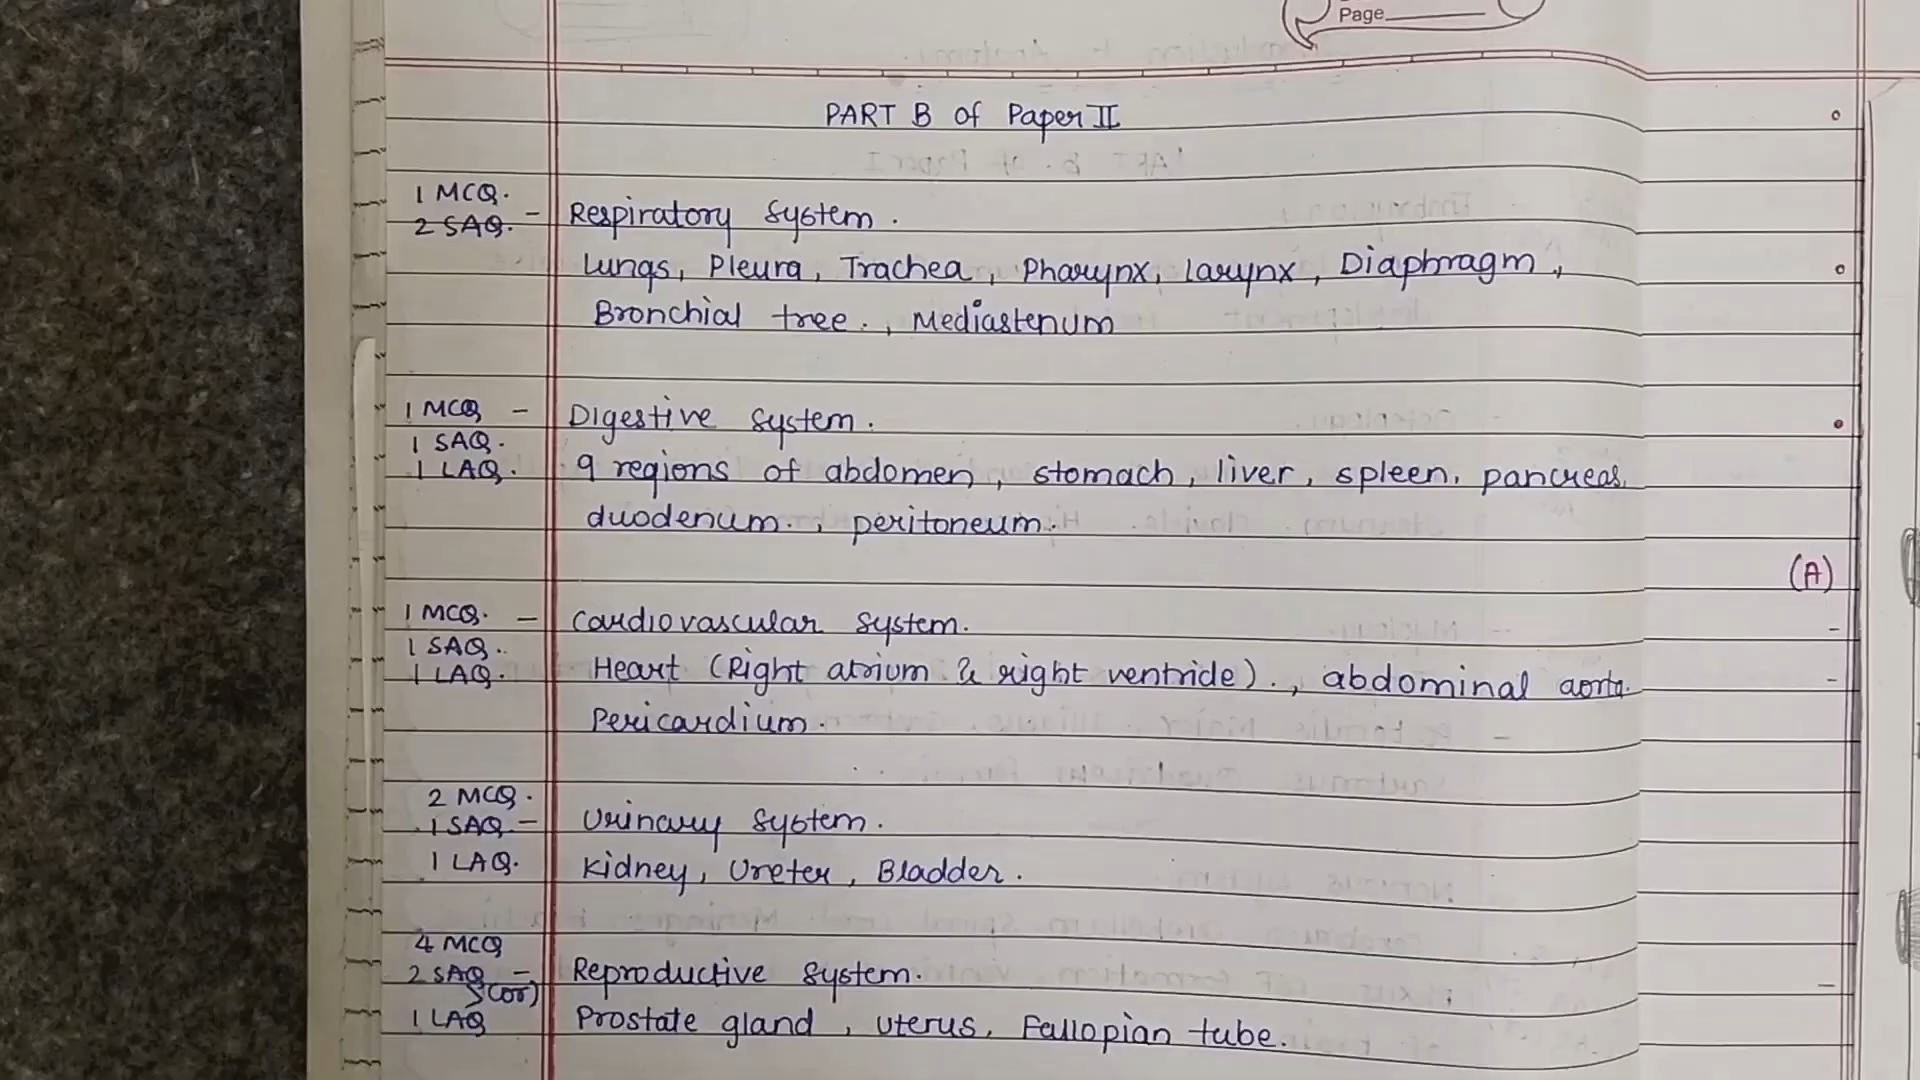 Page
PART B of Paper II
1 MCQ.
2 SAQ. - Respiratory System.
Lungs, Pleura, Trachea, Pharynx, larynx, Diaphragm,
Bronchial tree., Mediastenum
1 MCQ - Digestive System.
1 SAQ.
1 LAQ. 9 regions of abdomen, stomach, liver, spleen, pancreas,
duodenum., peritoneum.
(A)
1 MCQ. - Cardiovascular System.
1 SAQ.
1 LAQ. Heart (Right atrium & right ventride)., abdominal aorta.
Pericardium.
2 MCQ.
1 SAQ - Urinary System.
1 LAQ. Kidney, Ureter, Bladder.
4 MCQ
2 SAQ - Reproductive System.
(or)
1 LAQ Prostate gland, Uterus, Fallopian tube.